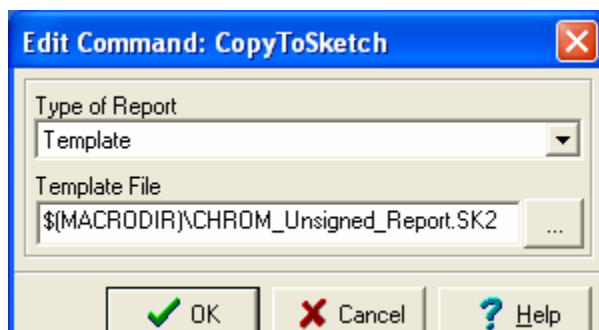 Edit Command: CopyToSketch
Type of Report
Template
Template File
$(MACRODIR)\CHROM_Unsigned_Report.SK2
...
OK Cancel Help